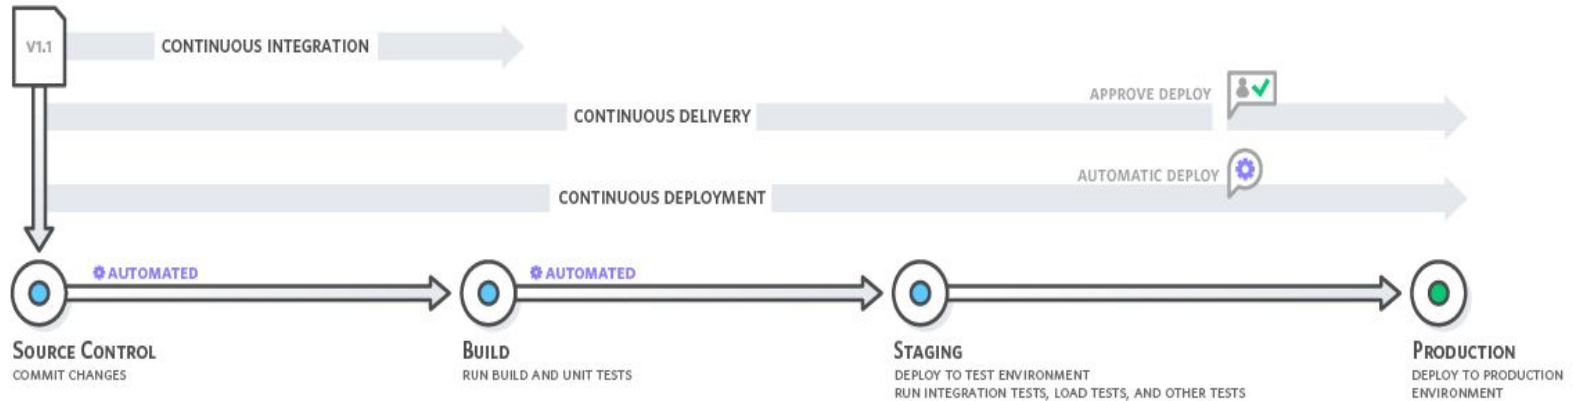 V1.1
CONTINUOUS INTEGRATION
APPROVE DEPLOY
CONTINUOUS DELIVERY
AUTOMATIC DEPLOY
CONTINUOUS DEPLOYMENT
AUTOMATED
AUTOMATED
SOURCE CONTROL
COMMIT CHANGES
BUILD
RUN BUILD AND UNIT TESTS
STAGING
DEPLOY TO TEST ENVIRONMENT
RUN INTEGRATION TESTS, LOAD TESTS, AND OTHER TESTS
PRODUCTION
DEPLOY TO PRODUCTION
ENVIRONMENT